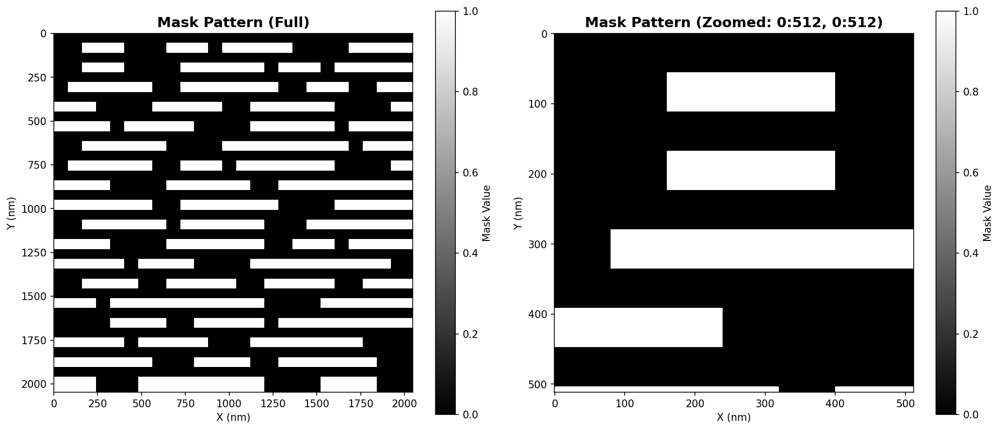 Mask Pattern (Full)
0
250
500
750
1000
1250
1500
1750
2000
Y (nm)
0 250 500 750 1000 1250 1500 1750 2000
X (nm)
1.0
0.8
0.6
0.4
0.2
0.0
Mask Value
Mask Pattern (Zoomed: 0:512, 0:512)
0
100
200
300
400
500
Y (nm)
0 100 200 300 400 500
X (nm)
1.0
0.8
0.6
0.4
0.2
0.0
Mask Value